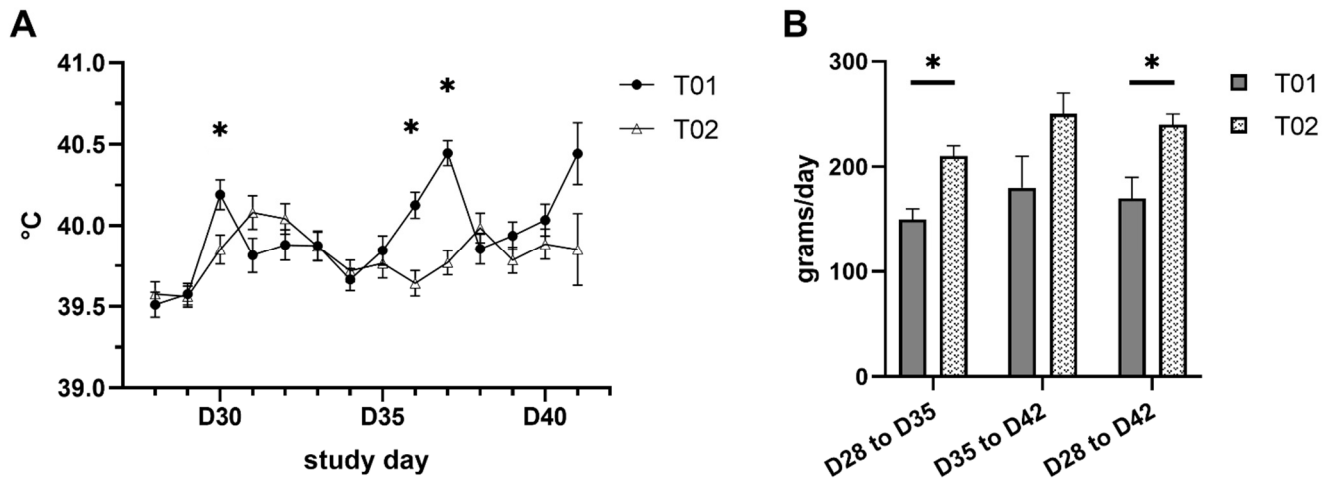 A
°C
41.0
40.5
40.0
39.5
39.0
* * *
D30 D35 D40
study day
T01
T02
B
grams/day
300
200
100
0
* *
D28 to D35
D35 to D42
D28 to D42
T01
T02